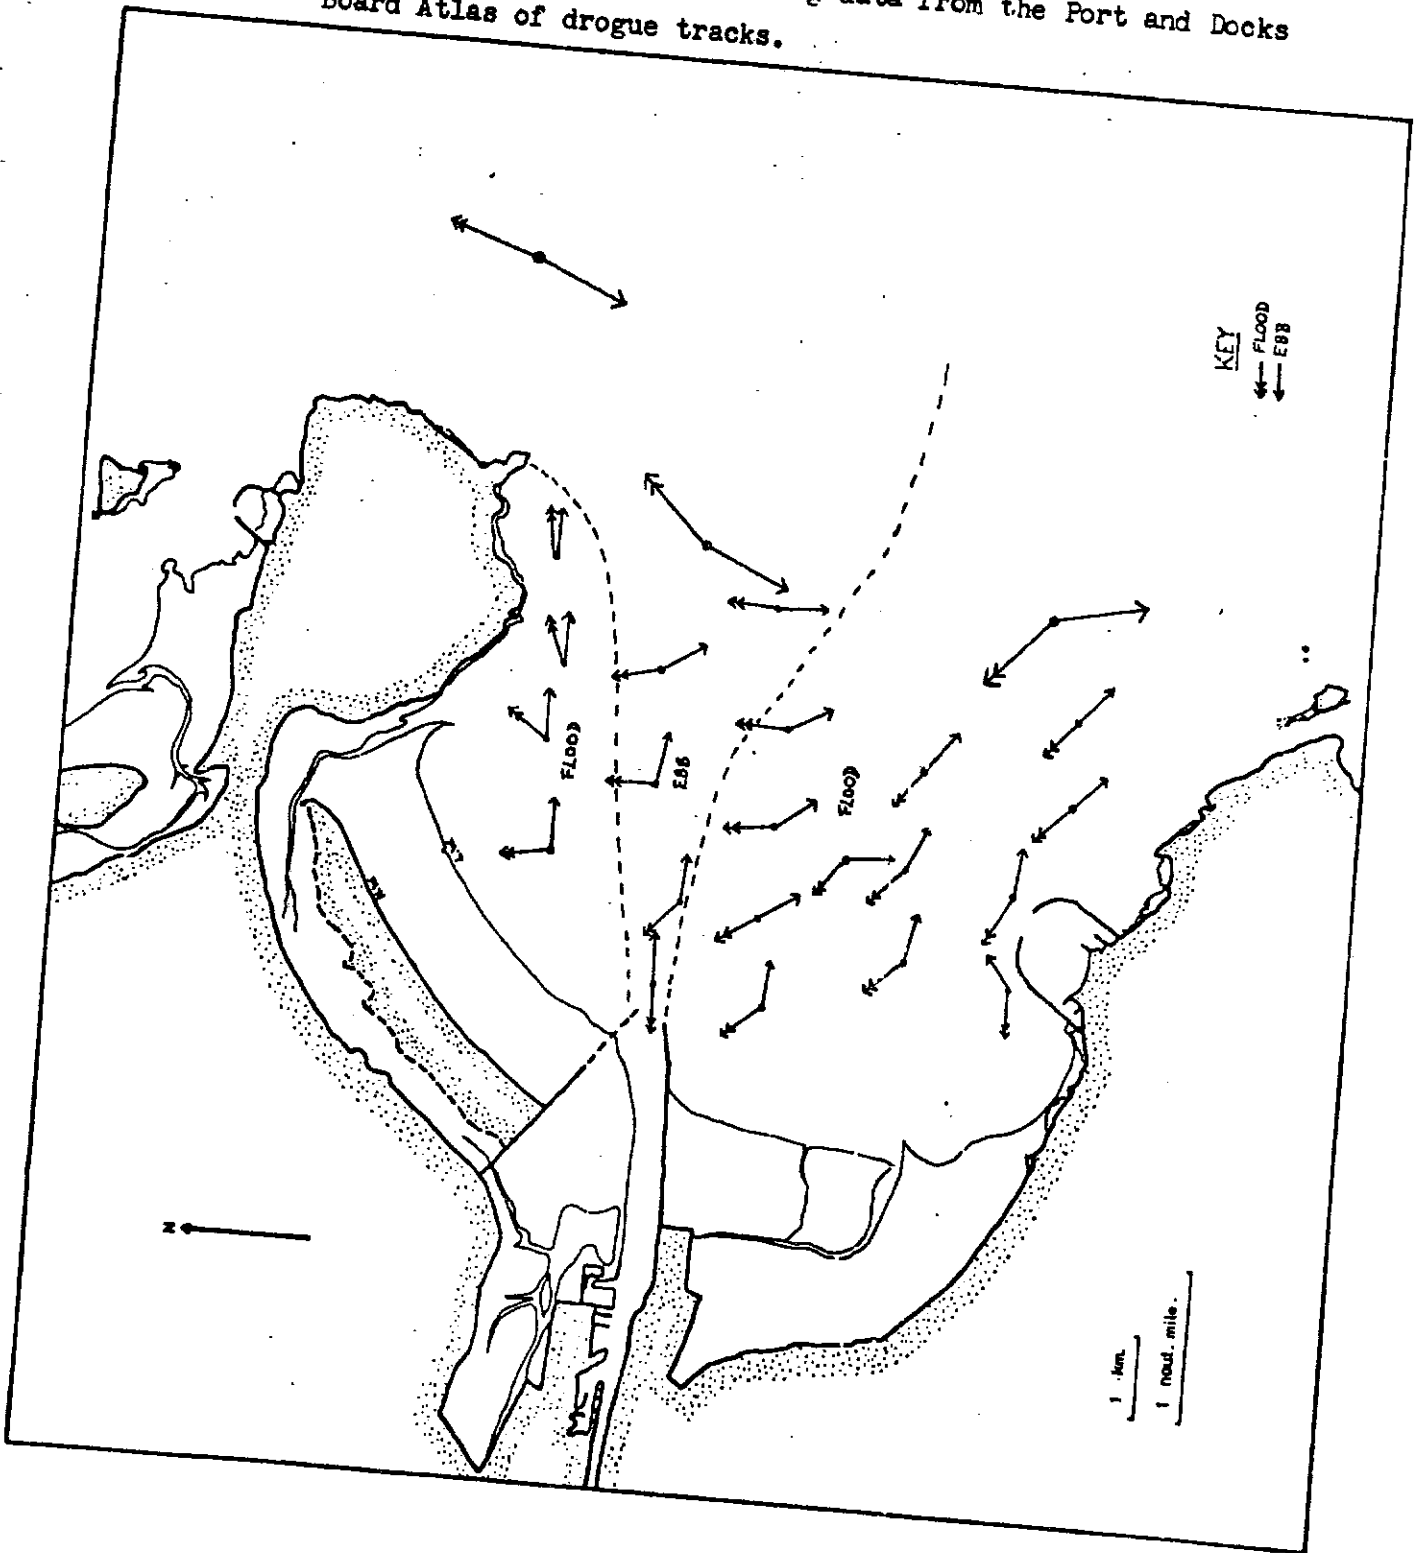 data from the Port and Docks
Board Atlas of drogue tracks.
KEY
FLOOD
EBB
FLOOD
EBB
FLOOD
N
1 km.
1 naut. mile.